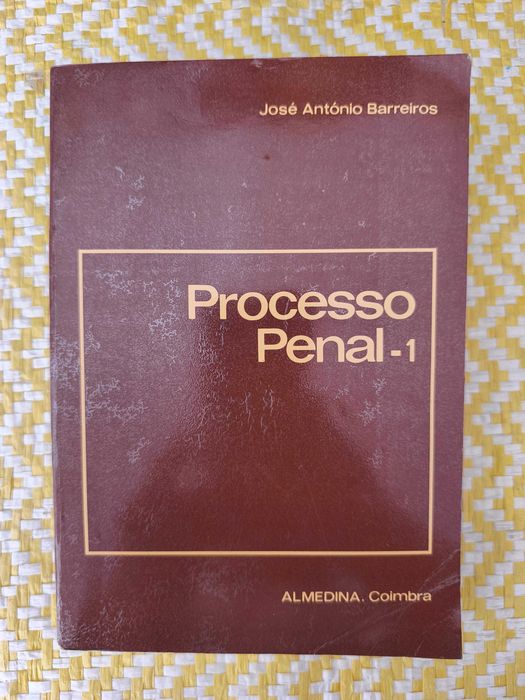 José António Barreiros
Processo
Penal-1
ALMEDINA. Coimbra